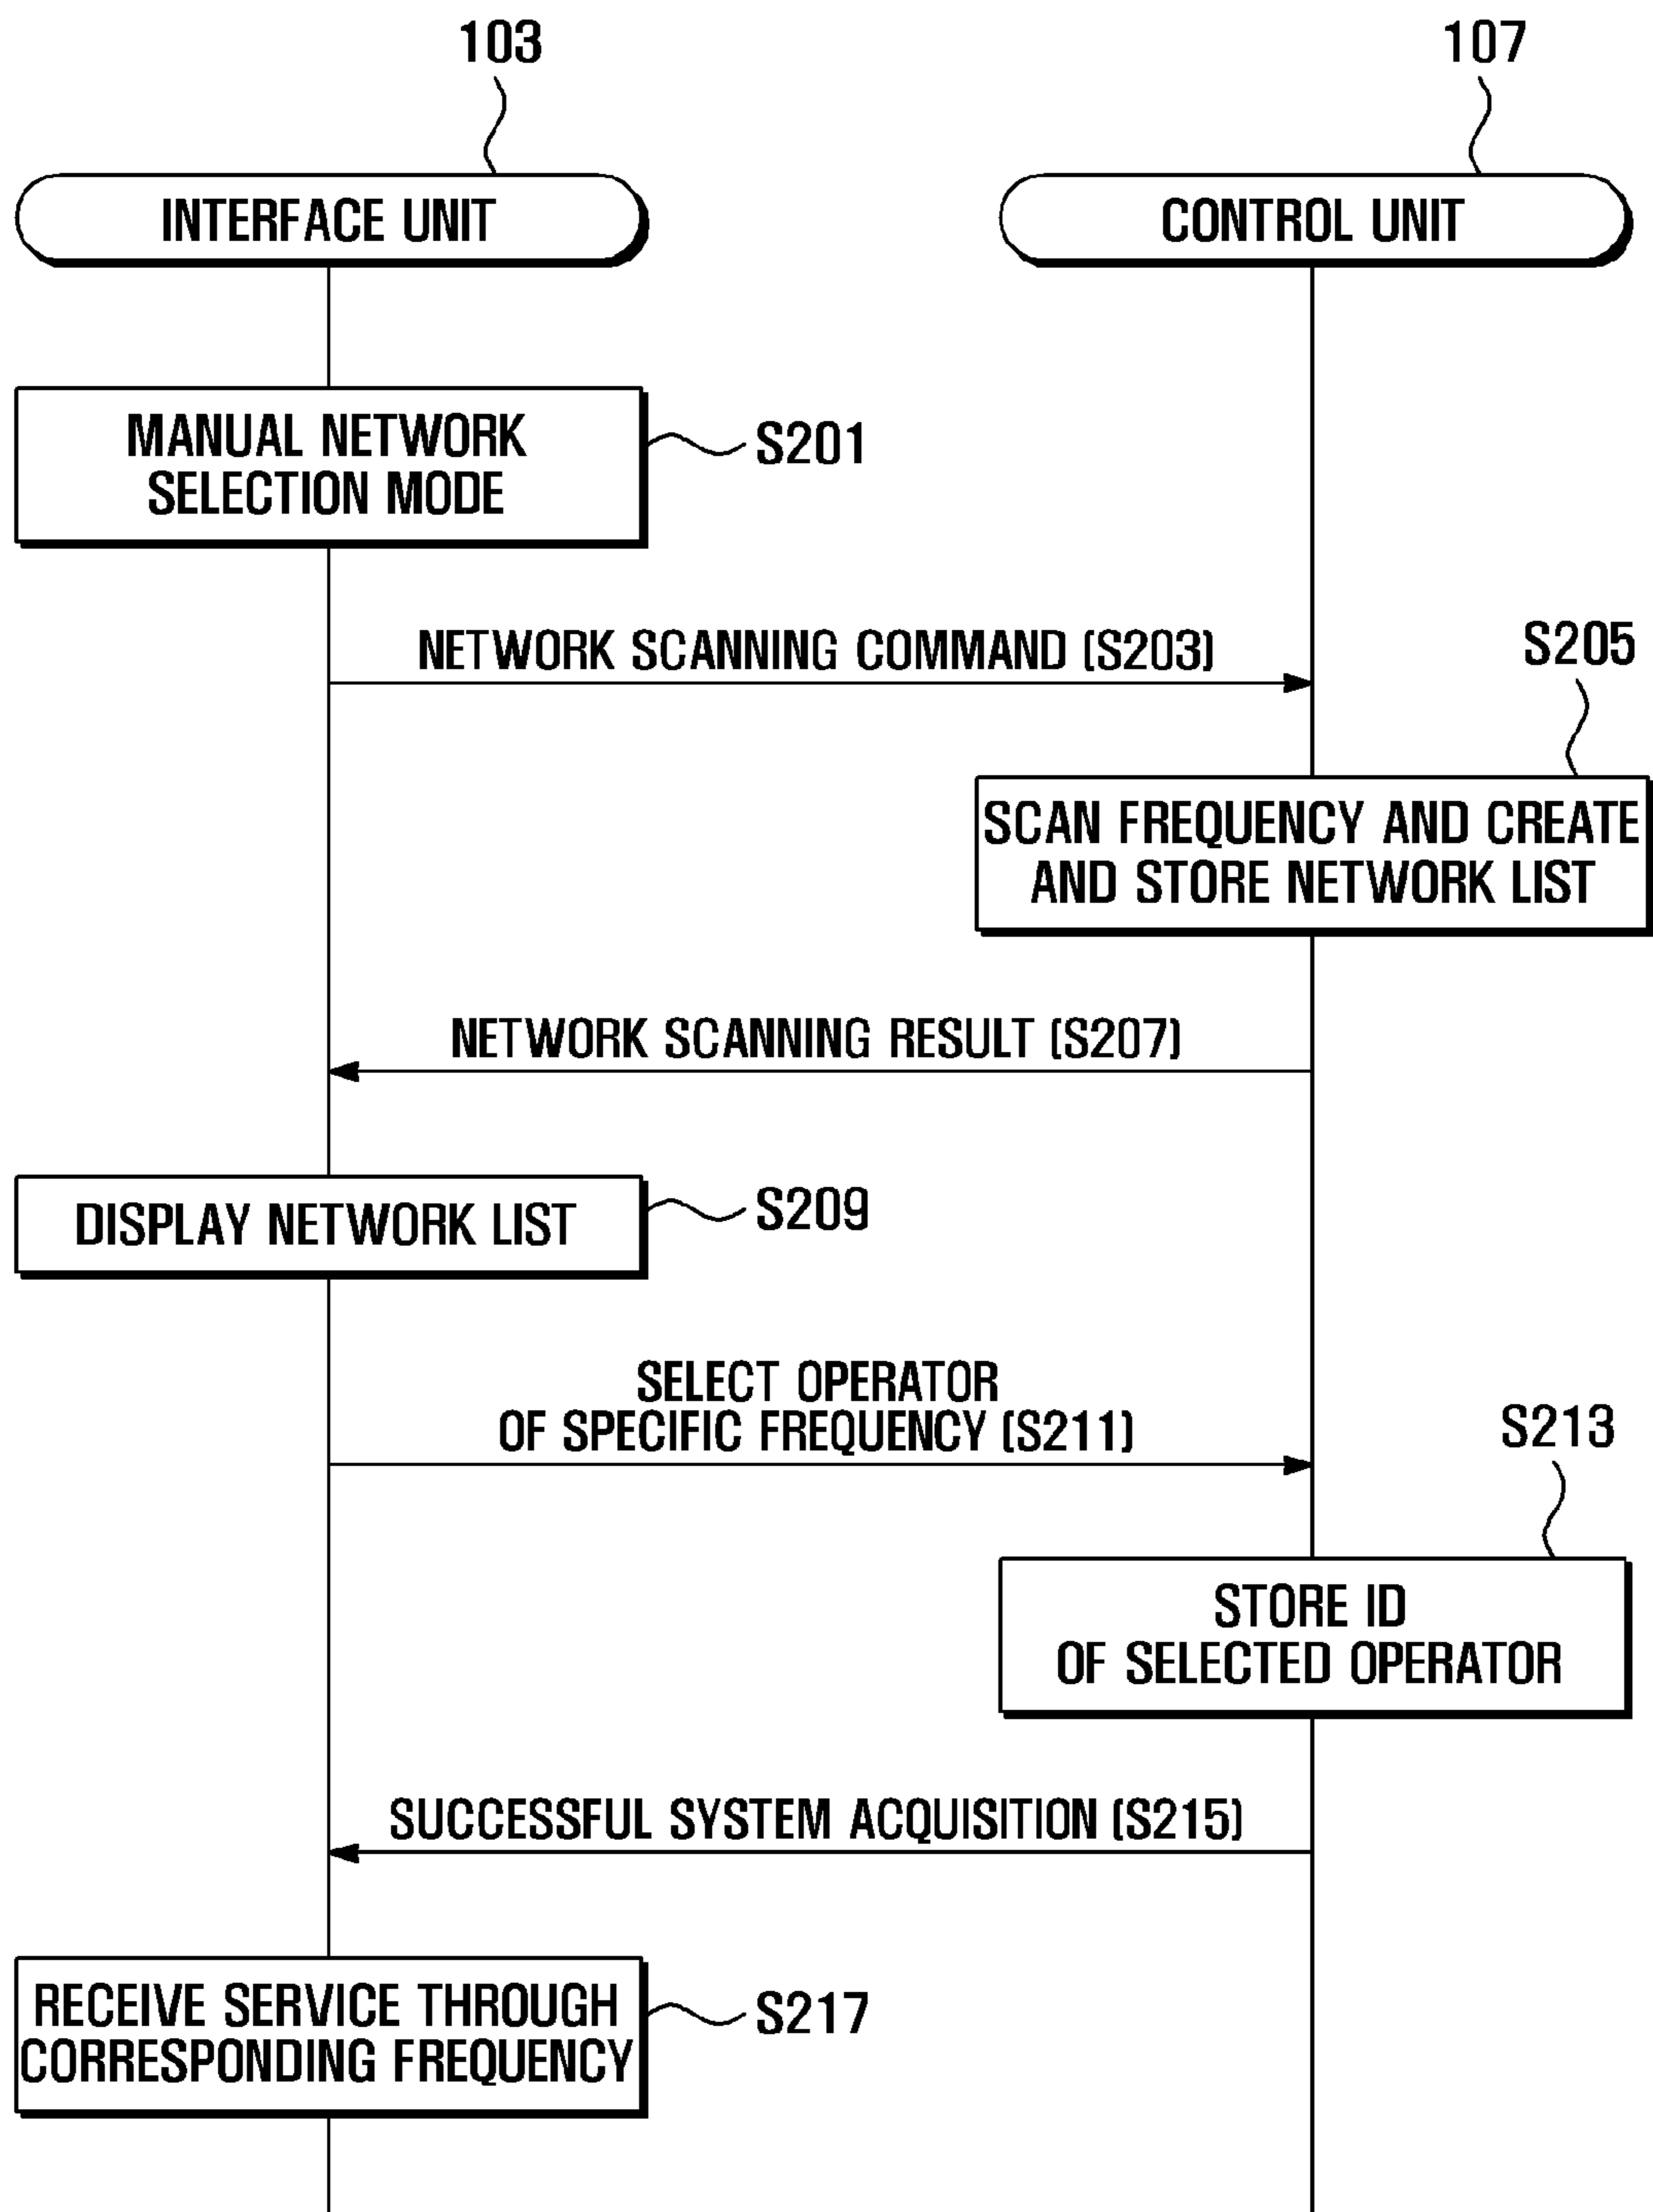 103
107
INTERFACE UNIT
CONTROL UNIT
MANUAL NETWORK
SELECTION MODE
S201
NETWORK SCANNING COMMAND (S203)
S205
SCAN FREQUENCY AND CREATE
AND STORE NETWORK LIST
NETWORK SCANNING RESULT (S207)
DISPLAY NETWORK LIST
S209
SELECT OPERATOR
OF SPECIFIC FREQUENCY (S211)
S213
STORE ID
OF SELECTED OPERATOR
SUCCESSFUL SYSTEM ACQUISITION (S215)
RECEIVE SERVICE THROUGH
CORRESPONDING FREQUENCY
S217